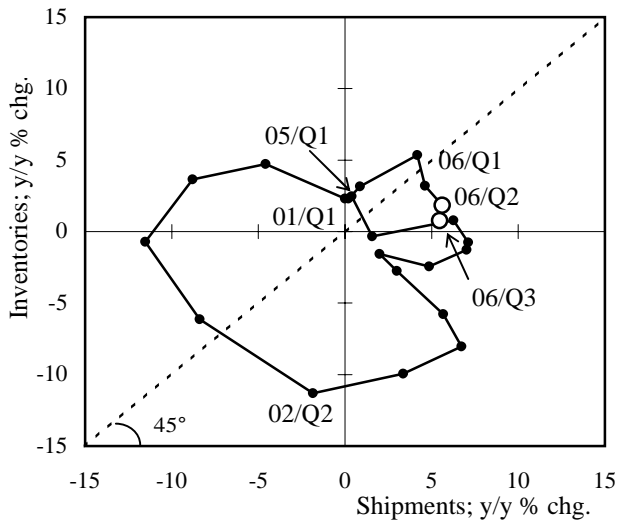 15
10
5
0
-5
-10
-15
Inventories; y/y % chg.
05/Q1
06/Q1
06/Q2
01/Q1
06/Q3
02/Q2
45°
-15
-10
-5
0
5
10
15
Shipments; y/y % chg.